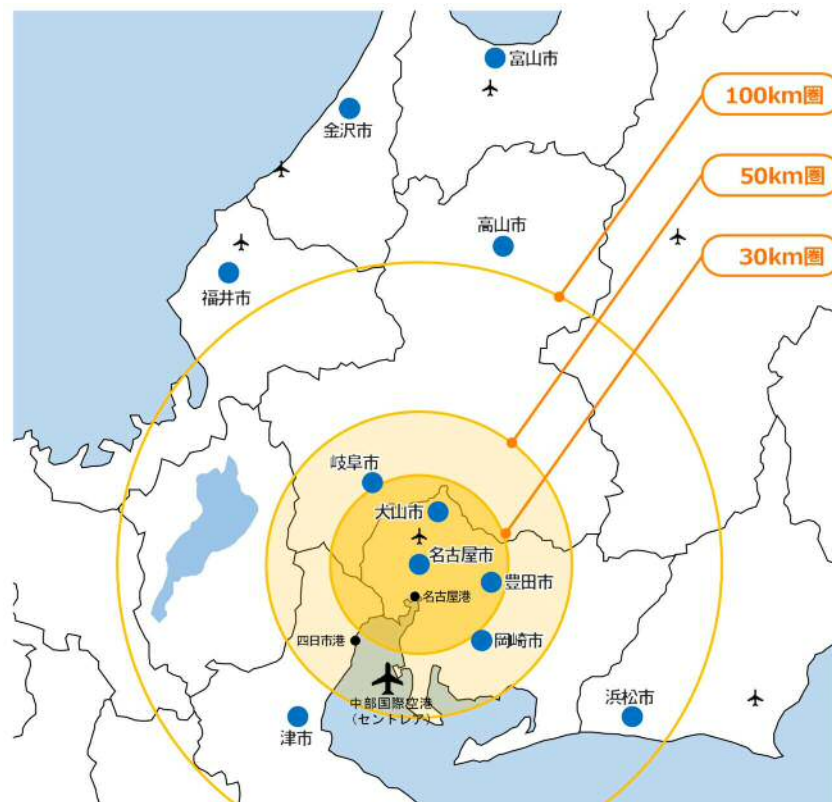 富山市
100km圏
金沢市
50km圏
高山市
30km圏
福井市
岐阜市
犬山市
名古屋市
豊田市
名古屋港
四日市港
岡崎市
中部国際空港
(セントレア)
浜松市
津市